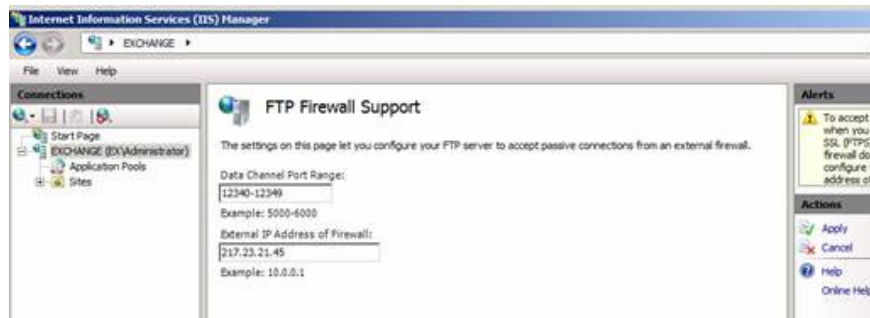 Internet Information Services (IIS) Manager
EXCHANGE
File View Help
Connections
Start Page
EXCHANGE (EX\Administrator)
Application Pools
Sites
FTP Firewall Support
The settings on this page let you configure your FTP server to accept passive connections from an external firewall.
Data Channel Port Range:
12340-12349
Example: 5000-6000
External IP Address of Firewall:
217.23.21.45
Example: 10.0.0.1
Alerts
To accept
when you
SSL (FTPS
firewall do
configure
address of
Actions
Apply
Cancel
Help
Online Help